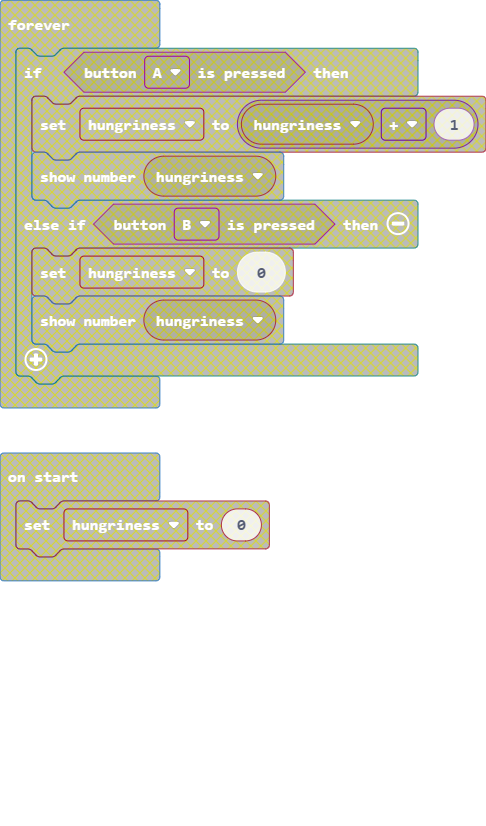 forever
if button A is pressed then
set hungriness to hungriness + 1
show number hungriness
else if button B is pressed then
set hungriness to 0
show number hungriness
on start
set hungriness to 0